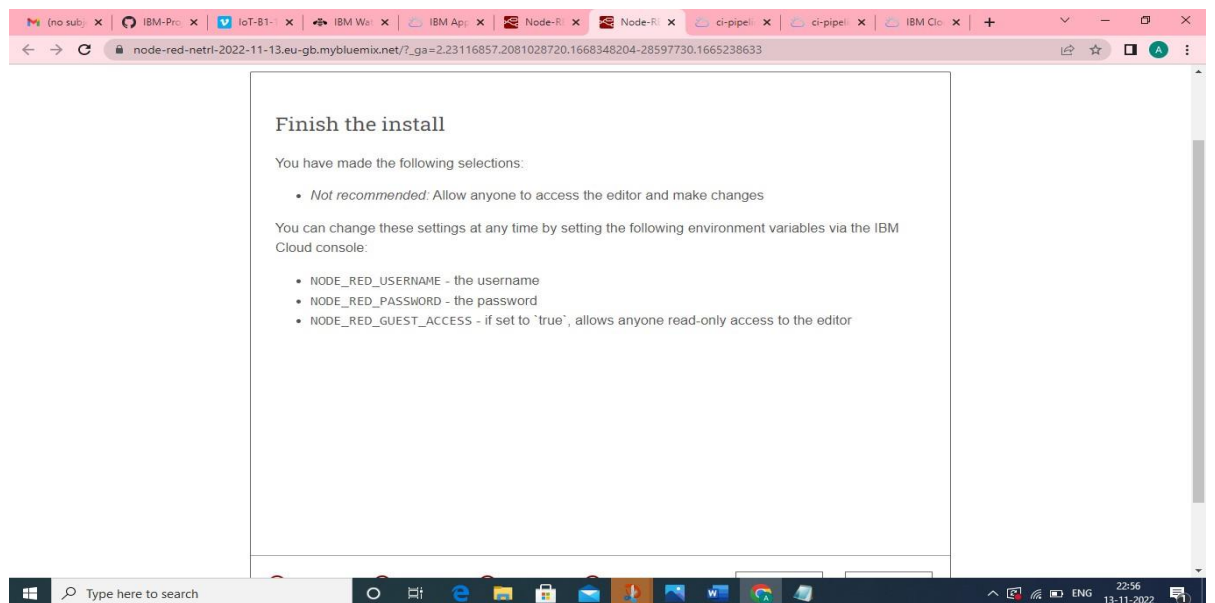 (no subj
IBM-Pro
IoT-B1-
IBM Wat
IBM App
Node-RE
Node-RE
ci-pipeli
ci-pipeli
IBM Clo
node-red-netrl-2022-11-13.eu-gb.mybluemix.net/?_ga=2.23116857.2081028720.1668348204-28597730.1665238633
A
Finish the install
You have made the following selections:
• Not recommended: Allow anyone to access the editor and make changes
You can change these settings at any time by setting the following environment variables via the IBM
Cloud console:
• NODE_RED_USERNAME - the username
• NODE_RED_PASSWORD - the password
• NODE_RED_GUEST_ACCESS - if set to `true`, allows anyone read-only access to the editor
Type here to search
ENG
22:56
13-11-2022